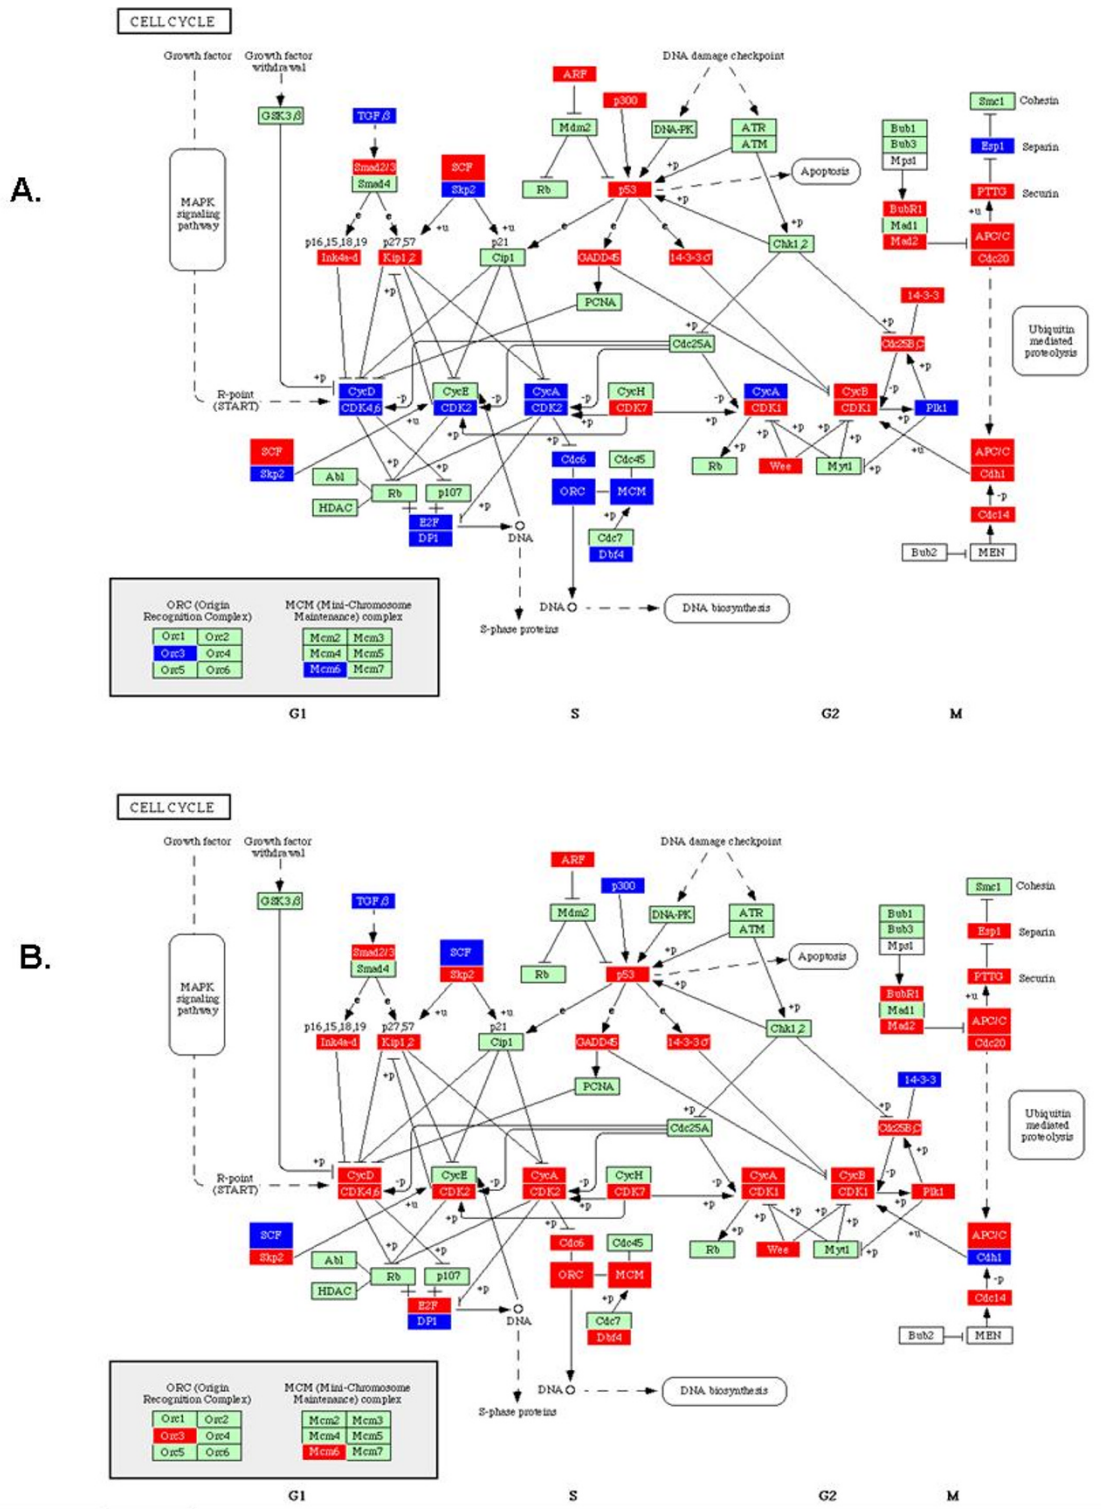 A.
CELL CYCLE
Growth factor
Growth factor
withdrawal
DNA damage checkpoint
ARF
p300
Smc1
Cohesin
GSK3β
TGFβ
Mdm2
DNA-PK
ATR
ATM
Bub1
Bub3
Mps1
Esp1
Separin
MAPK
signaling
pathway
Smad2/3
Smad4
SCF
Skp2
Rb
p53
+p
Apoptosis
BubR1
Mad1
Mad2
PTTG
Securin
+u
e
e
+u
+u
e
e
e
+p
+p
p16,15,18,19
Ink4a-d
p27,57
Kip1,2
p21
Cip1
GADD45
14-3-3σ
Chk1,2
APC/C
Cdc20
+p
PCNA
14-3-3
Ubiquitin
mediated
proteolysis
+p
+p
Cdc25A
Cdc25B,C
R-point
(START)
+p
CycD
CDK4,6
-p
CycE
CDK2
-p
CycA
CDK2
-p
+p
CycH
CDK7
-p
CycA
CDK1
CycB
CDK1
-p
+p
+p
Plk1
+u
+p
+p
+p
+p
+p
+p
+u
SCF
Skp2
Abl
HDAC
+p
Rb
+p
p107
+p
Cdc6
Cdc45
ORC
MCM
Rb
Wee
Myt1
+p
APC/C
Cdh1
-p
Cdc14
E2F
DP1
DNA
+p
Cdc7
Dbf4
Bub2
MEN
ORC (Origin
Recognition Complex)
MCM (Mini-Chromosome
Maintenance) complex
Orc1
Orc2
Mcm2
Mcm3
Orc3
Orc4
Mcm4
Mcm5
Orc5
Orc6
Mcm6
Mcm7
DNA
DNA biosynthesis
S-phase proteins
G1
S
G2
M
B.
CELL CYCLE
Growth factor
Growth factor
withdrawal
DNA damage checkpoint
ARF
p300
Smc1
Cohesin
GSK3β
TGFβ
Mdm2
DNA-PK
ATR
ATM
Bub1
Bub3
Mps1
Esp1
Separin
MAPK
signaling
pathway
Smad2/3
Smad4
SCF
Skp2
Rb
p53
+p
Apoptosis
BubR1
Mad1
Mad2
PTTG
Securin
+u
e
e
+u
+u
e
e
e
+p
+p
p16,15,18,19
Ink4a-d
p27,57
Kip1,2
p21
Cip1
GADD45
14-3-3σ
Chk1,2
APC/C
Cdc20
+p
PCNA
14-3-3
Ubiquitin
mediated
proteolysis
+p
+p
Cdc25A
Cdc25B,C
R-point
(START)
+p
CycD
CDK4,6
-p
CycE
CDK2
-p
CycA
CDK2
-p
+p
CycH
CDK7
-p
CycA
CDK1
CycB
CDK1
-p
+p
+p
Plk1
+u
+p
+p
+p
+p
+p
+p
+u
SCF
Skp2
Abl
HDAC
+p
Rb
+p
p107
+p
Cdc6
Cdc45
ORC
MCM
Rb
Wee
Myt1
+p
APC/C
Cdh1
-p
Cdc14
E2F
DP1
DNA
+p
Cdc7
Dbf4
Bub2
MEN
ORC (Origin
Recognition Complex)
MCM (Mini-Chromosome
Maintenance) complex
Orc1
Orc2
Mcm2
Mcm3
Orc3
Orc4
Mcm4
Mcm5
Orc5
Orc6
Mcm6
Mcm7
DNA
DNA biosynthesis
S-phase proteins
G1
S
G2
M